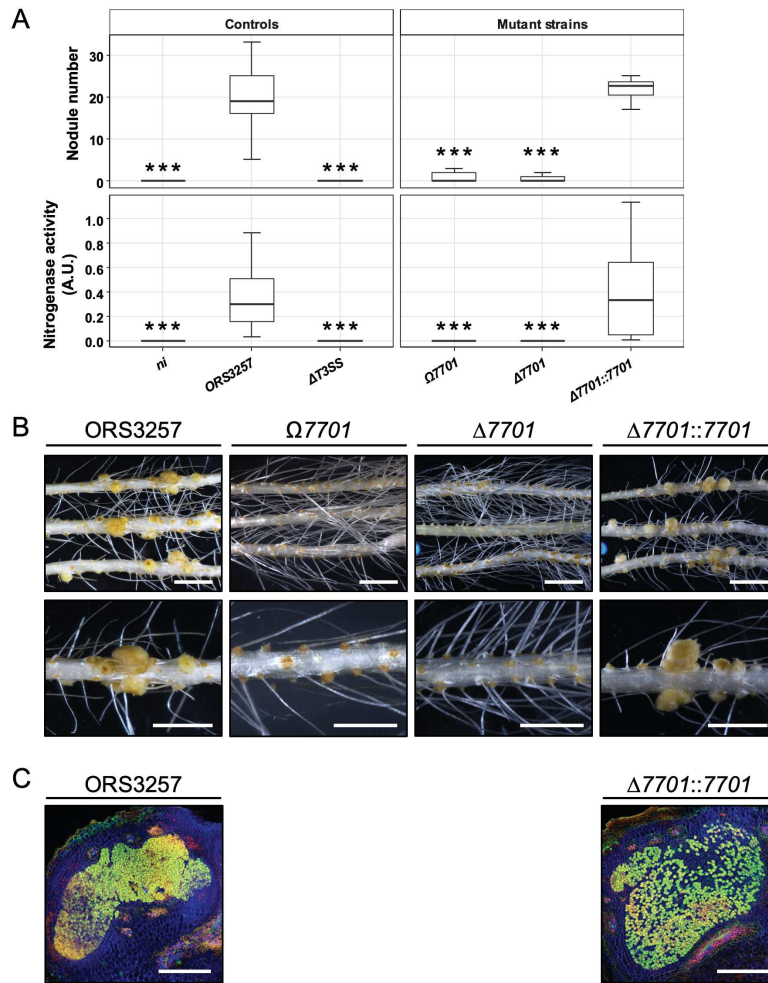 A
Controls
Mutant strains
Nodule number
30
20
10
0
*** *** *** ***
Nitrogenase activity
(A.U.)
1.0
0.8
0.6
0.4
0.2
0.0
*** *** *** ***
ni
ORS3257
ΔT3SS
Ω7701
Δ7701
Δ7701::7701
B
ORS3257
Ω7701
Δ7701
Δ7701::7701
C
ORS3257
Δ7701::7701